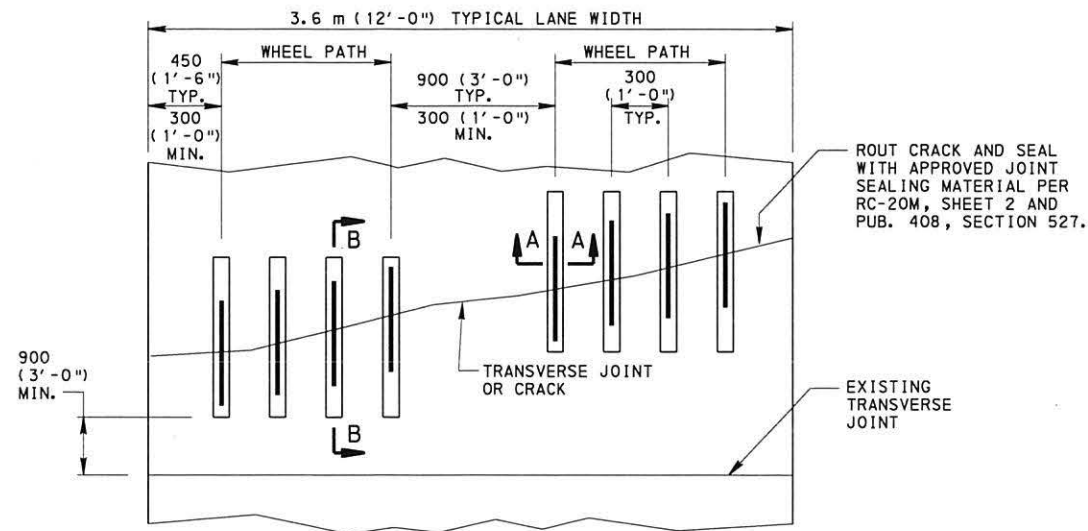 3.6 m (12'-0") TYPICAL LANE WIDTH
WHEEL PATH
WHEEL PATH
450
(1'-6")
TYP.
300
(1'-0")
MIN.
900 (3'-0")
TYP.
300 (1'-0")
MIN.
300
(1'-0")
TYP.
ROUT CRACK AND SEAL
WITH APPROVED JOINT
SEALING MATERIAL PER
RC-20M, SHEET 2 AND
PUB. 408, SECTION 527.
B
A
A
900
(3'-0")
MIN.
TRANSVERSE JOINT
OR CRACK
EXISTING
TRANSVERSE
JOINT
B